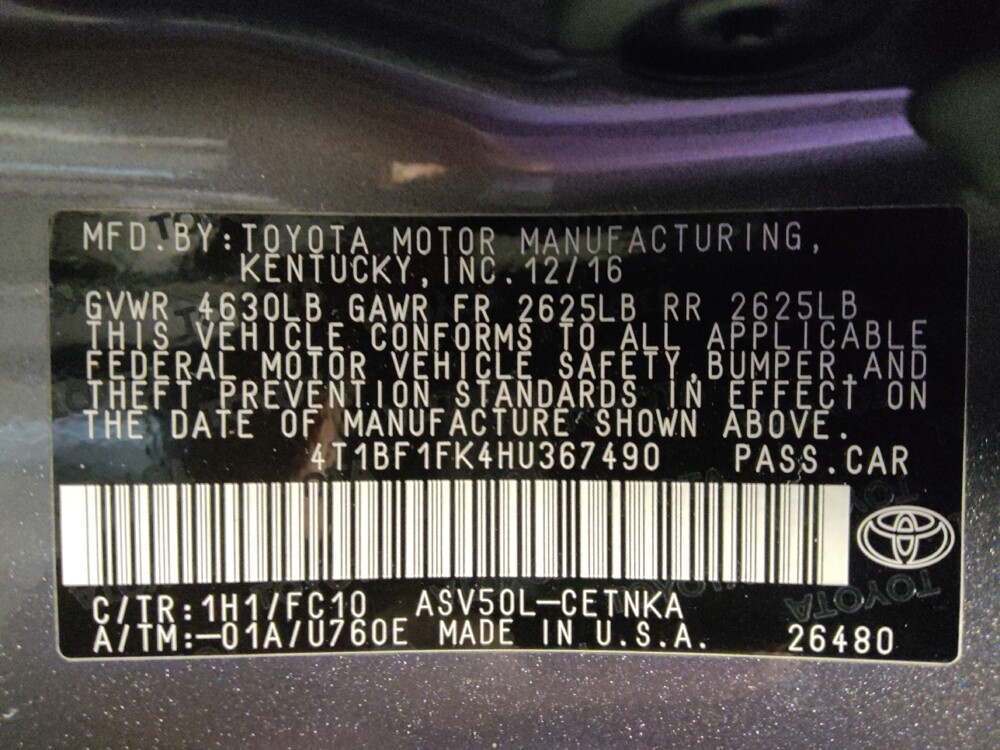 MFD.BY:TOYOTA MOTOR MANUFACTURING,
KENTUCKY,INC.12/16
GVWR 4630LB GAWR FR 2625LB RR 2625LB
THIS VEHICLE CONFORMS TO ALL APPLICABLE
FEDERAL MOTOR VEHICLE SAFETY,BUMPER,AND
THEFT PREVENTION STANDARDS IN EFFECT ON
THE DATE OF MANUFACTURE SHOWN ABOVE.
4T1BF1FK4HU367490 PASS.CAR
C/TR:1H1/FC10 ASV50L-CETNKA
A/TM:-01A/U760E MADE IN U.S.A. 26480
TOYOTA